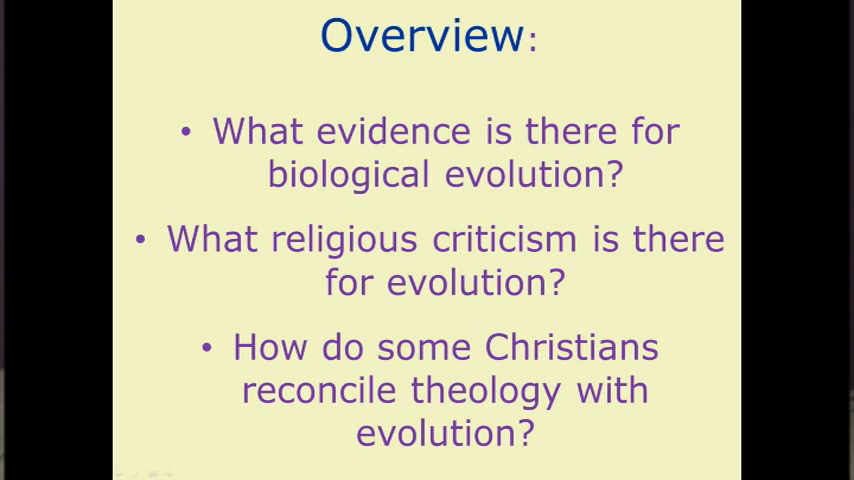 Overview:
• What evidence is there for
biological evolution?
• What religious criticism is there
for evolution?
• How do some Christians
reconcile theology with
evolution?